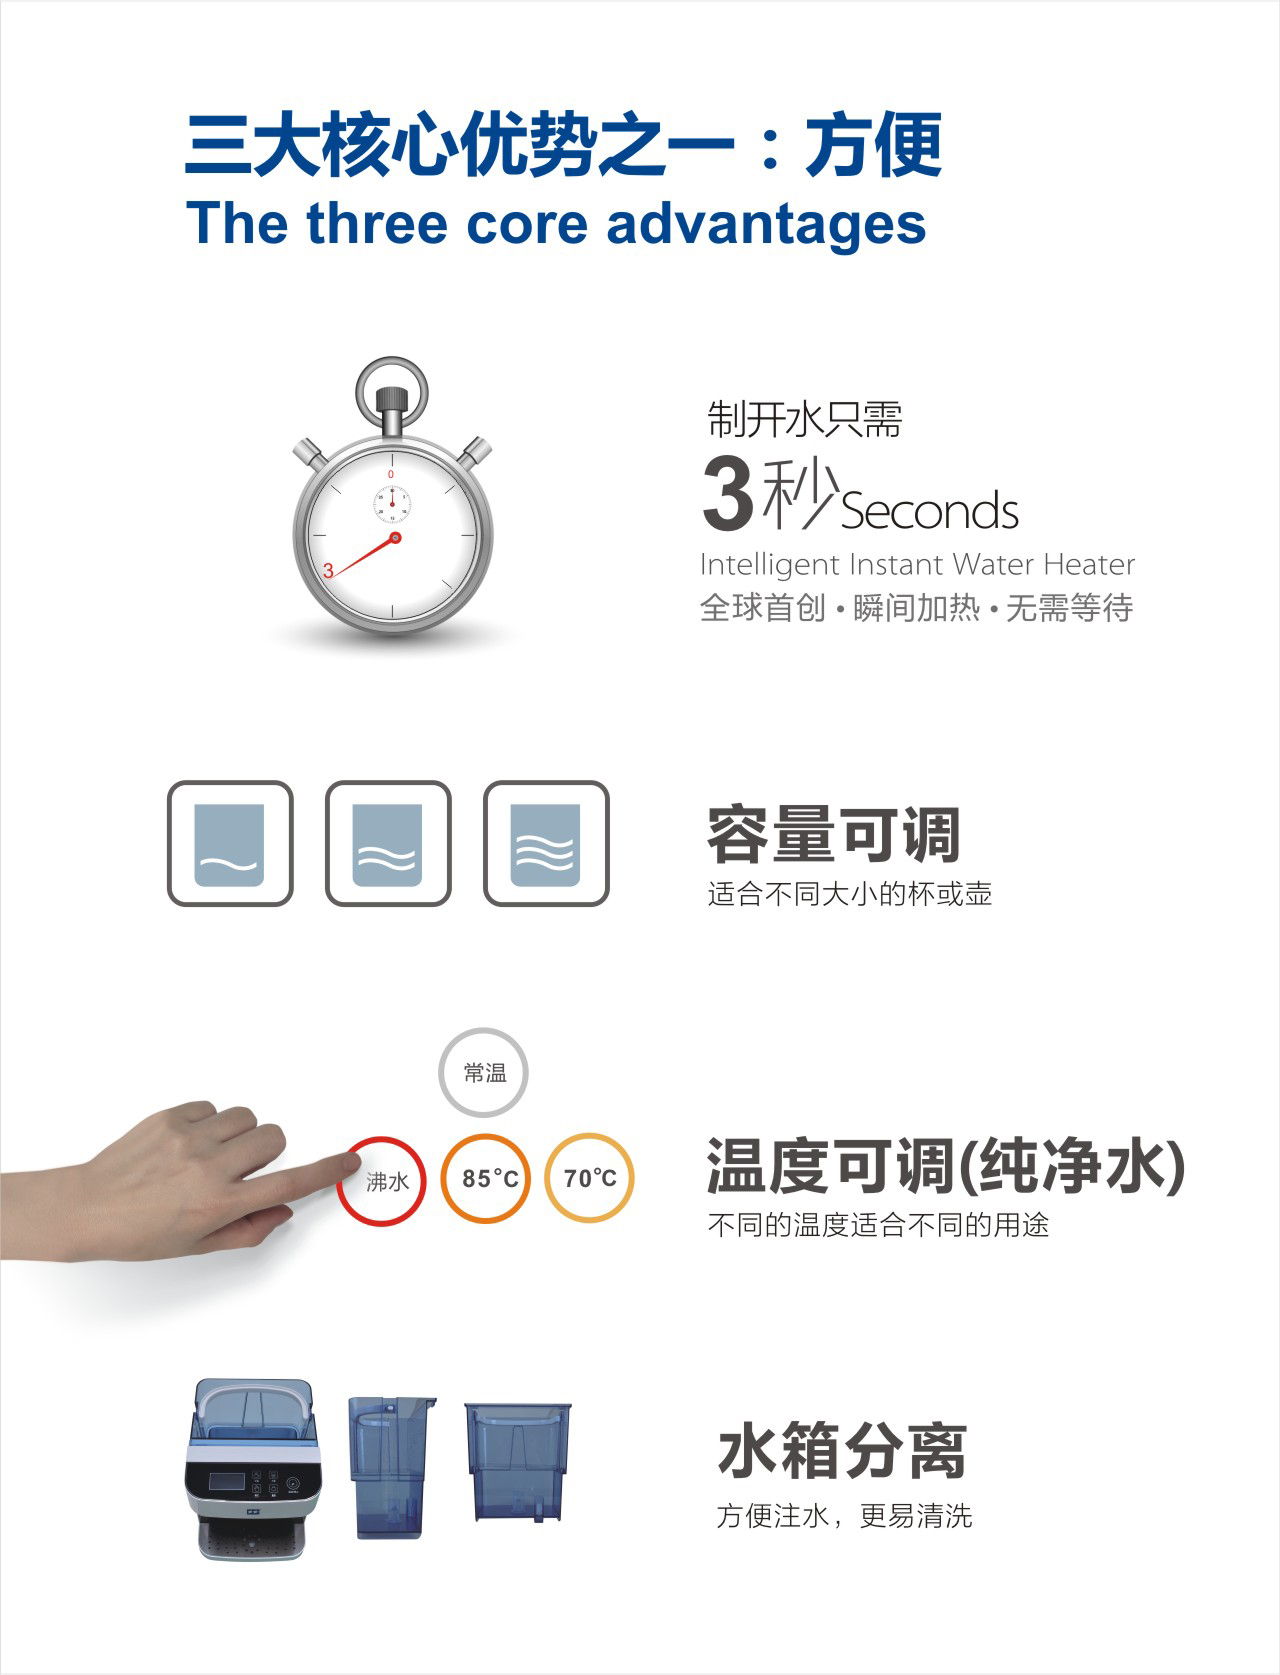 三大核心优势之一：方便
The three core advantages
0
3
制开水只需
3秒Seconds
Intelligent Instant Water Heater
全球首创·瞬间加热·无需等待
容量可调
适合不同大小的杯或壶
常温
沸水
85°C
70°C
温度可调(纯净水)
不同的温度适合不同的用途
水箱分离
方便注水，更易清洗